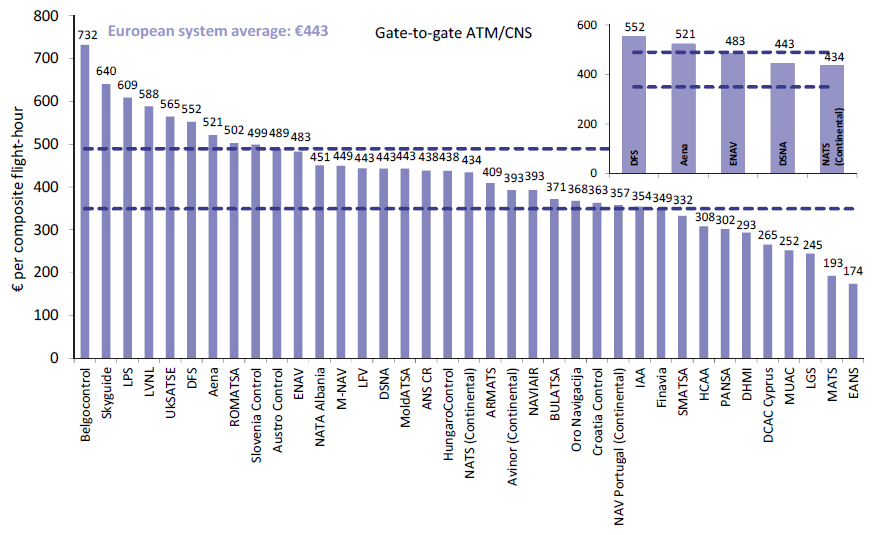 European system average: €443
Gate-to-gate ATM/CNS
€ per composite flight-hour
800
700
600
500
400
300
200
100
0
732
640
609
588
565
552
521
502
499
489
483
451
449
443
443
443
438
438
434
409
393
393
371
368
363
357
354
349
332
308
302
293
265
252
245
193
174
Belgocontrol
Skyguide
LPS
LVNL
UkSATSE
DFS
Aena
ROMATSA
Slovenia Control
Austro Control
ENAV
NATA Albania
M-NAV
LFV
DSNA
MoldATSA
ANS CR
HungaroControl
NATS (Continental)
ARMATS
Avinor (Continental)
NAVIAIR
BULATSA
Oro Navigacija
Croatia Control
NAV Portugal (Continental)
IAA
Finavia
SMATSA
HCAA
PANSA
DHMI
DCAC Cyprus
MUAC
LGS
MATS
EANS
600
400
200
0
552
521
483
443
434
DFS
Aena
ENAV
DSNA
NATS
(Continental)